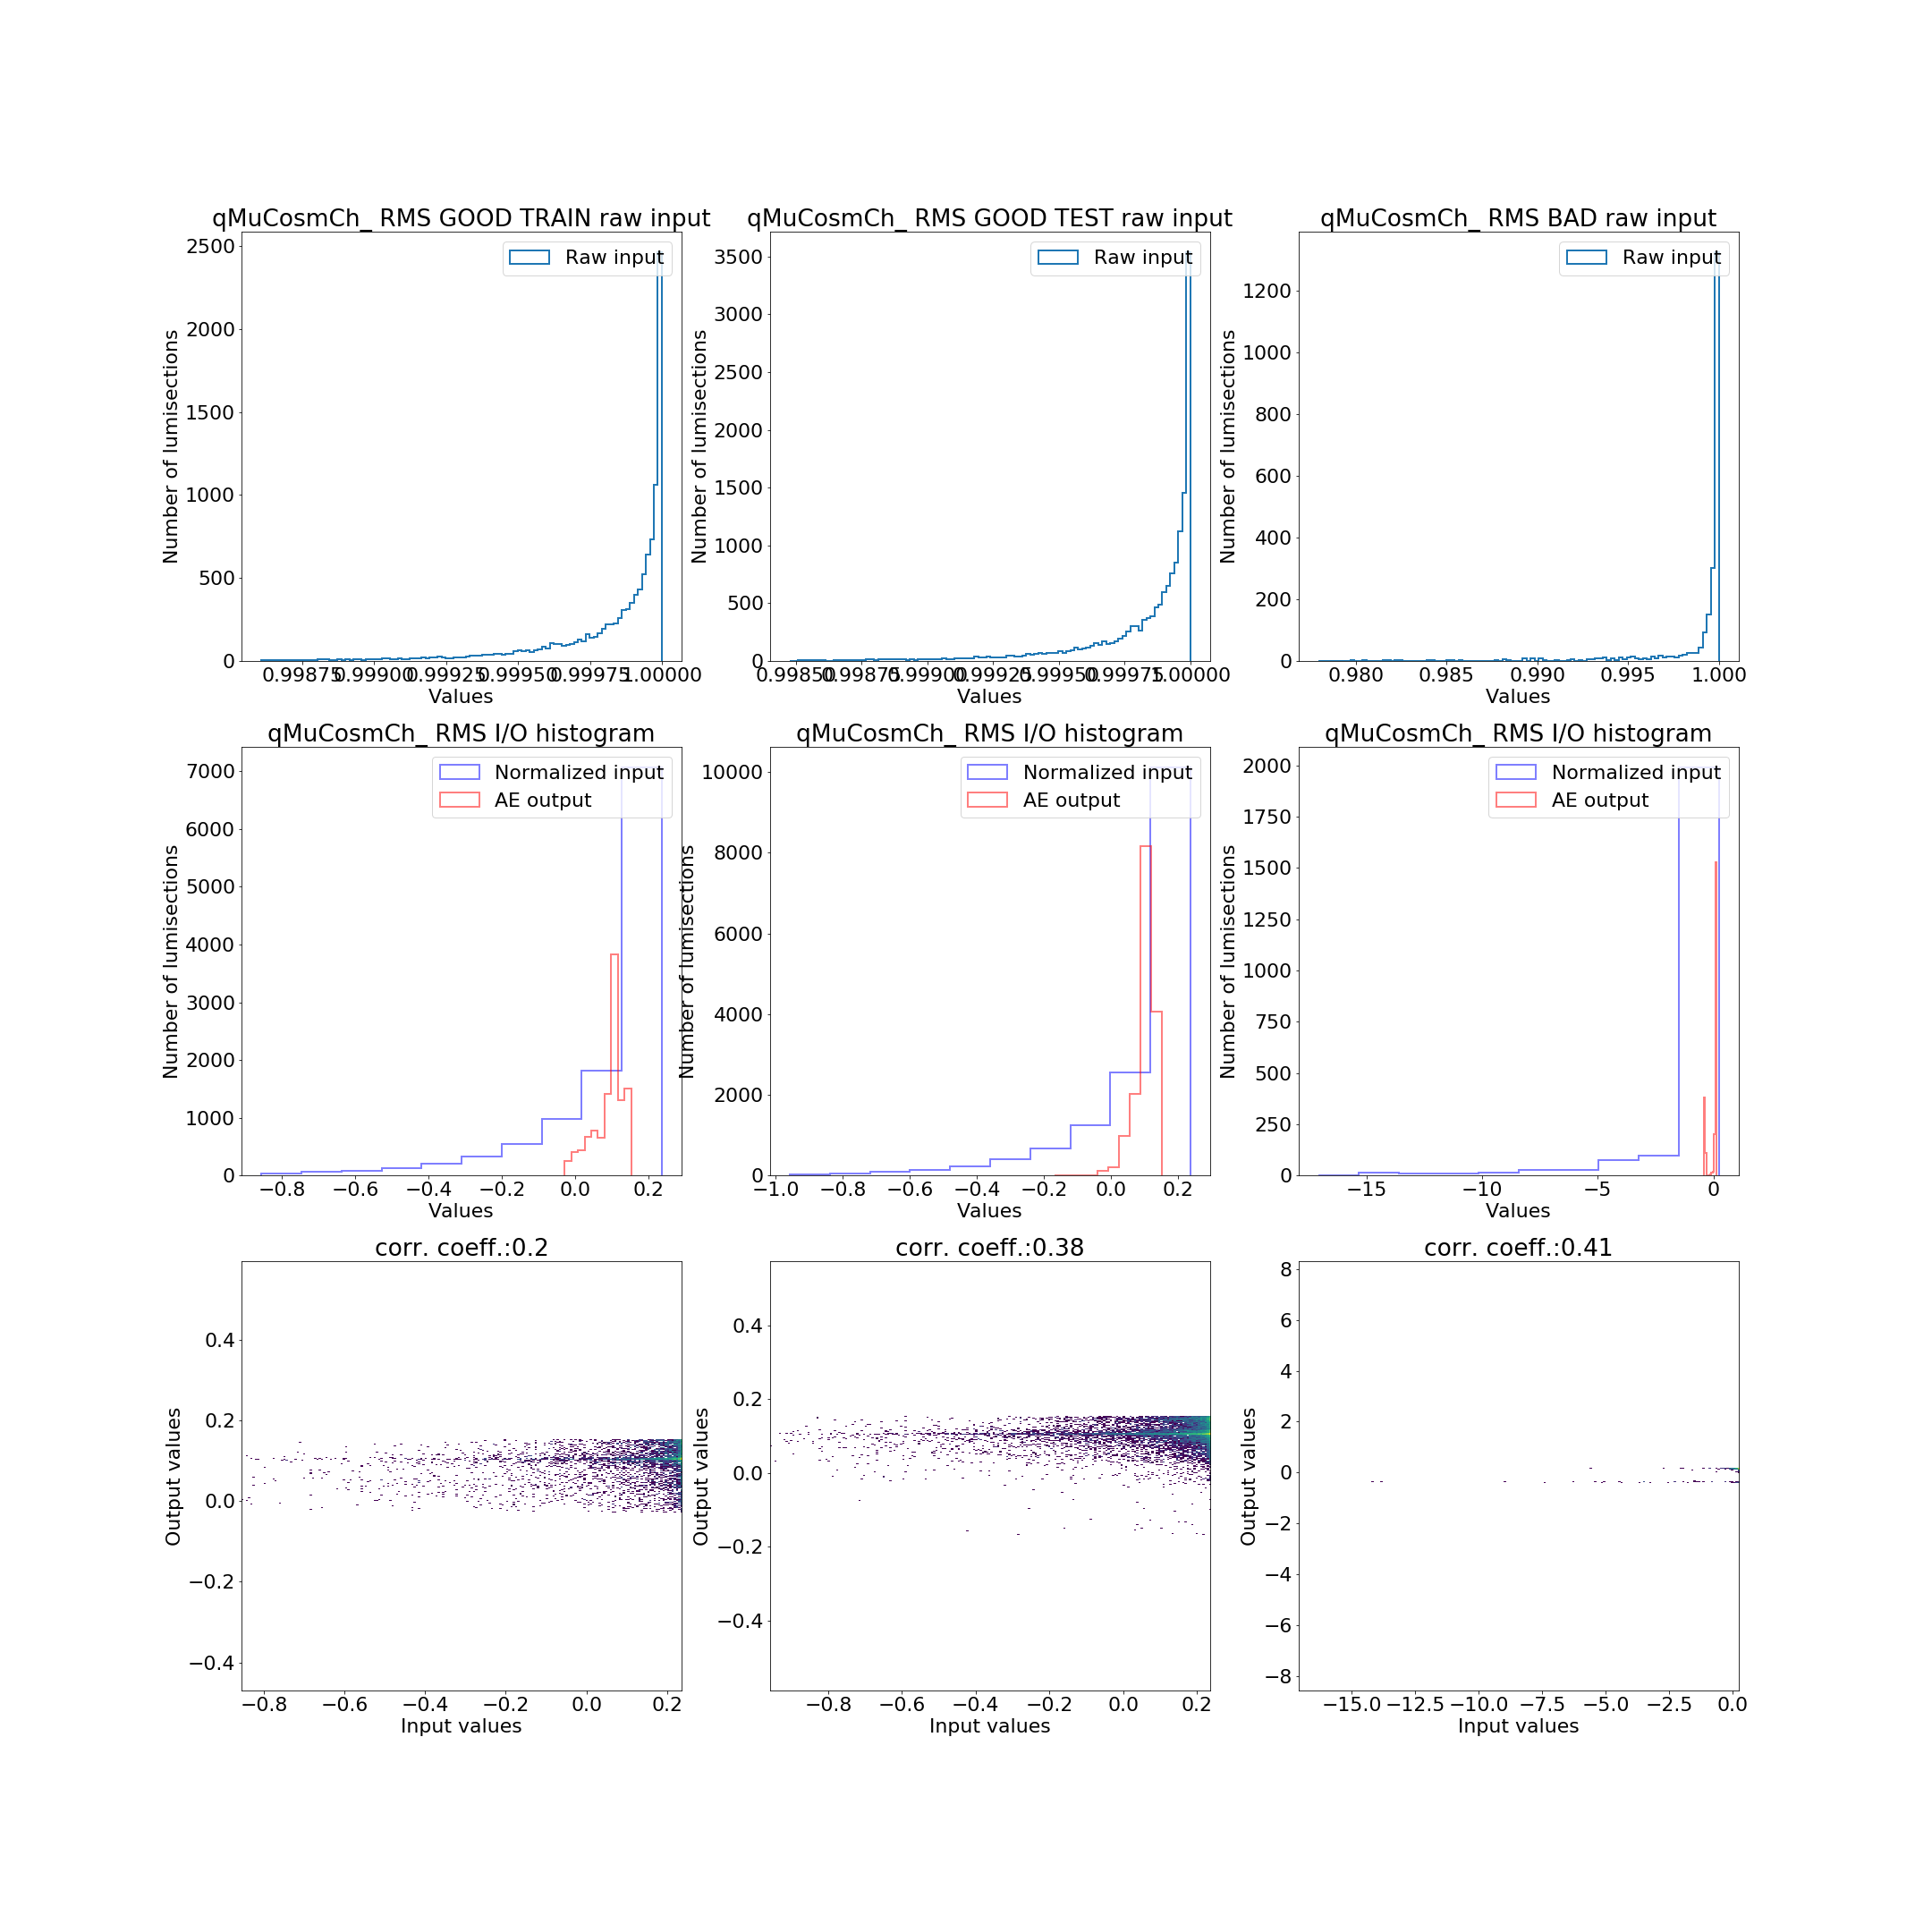 qMuCosmCh_ RMS GOOD TRAIN raw input
Raw input
Number of lumisections
2500
2000
1500
1000
500
0
0.99875 0.99900 0.99925 0.99950 0.99975 1.00000
Values
qMuCosmCh_ RMS GOOD TEST raw input
Raw input
Number of lumisections
3500
3000
2500
2000
1500
1000
500
0
0.99850 0.99875 0.99900 0.99925 0.99950 0.99975 1.00000
Values
qMuCosmCh_ RMS BAD raw input
Raw input
Number of lumisections
1200
1000
800
600
400
200
0
0.980 0.985 0.990 0.995 1.000
Values
qMuCosmCh_ RMS I/O histogram
Normalized input
AE output
Number of lumisections
7000
6000
5000
4000
3000
2000
1000
0
−0.8 −0.6 −0.4 −0.2 0.0 0.2
Values
qMuCosmCh_ RMS I/O histogram
Normalized input
AE output
Number of lumisections
10000
8000
6000
4000
2000
0
−1.0 −0.8 −0.6 −0.4 −0.2 0.0 0.2
Values
qMuCosmCh_ RMS I/O histogram
Normalized input
AE output
Number of lumisections
2000
1750
1500
1250
1000
750
500
250
0
−15 −10 −5 0
Values
corr. coeff.:0.2
Output values
0.4
0.2
0.0
−0.2
−0.4
−0.8 −0.6 −0.4 −0.2 0.0 0.2
Input values
corr. coeff.:0.38
Output values
0.4
0.2
0.0
−0.2
−0.4
−0.8 −0.6 −0.4 −0.2 0.0 0.2
Input values
corr. coeff.:0.41
Output values
8
6
4
2
0
−2
−4
−6
−8
−15.0 −12.5 −10.0 −7.5 −5.0 −2.5 0.0
Input values